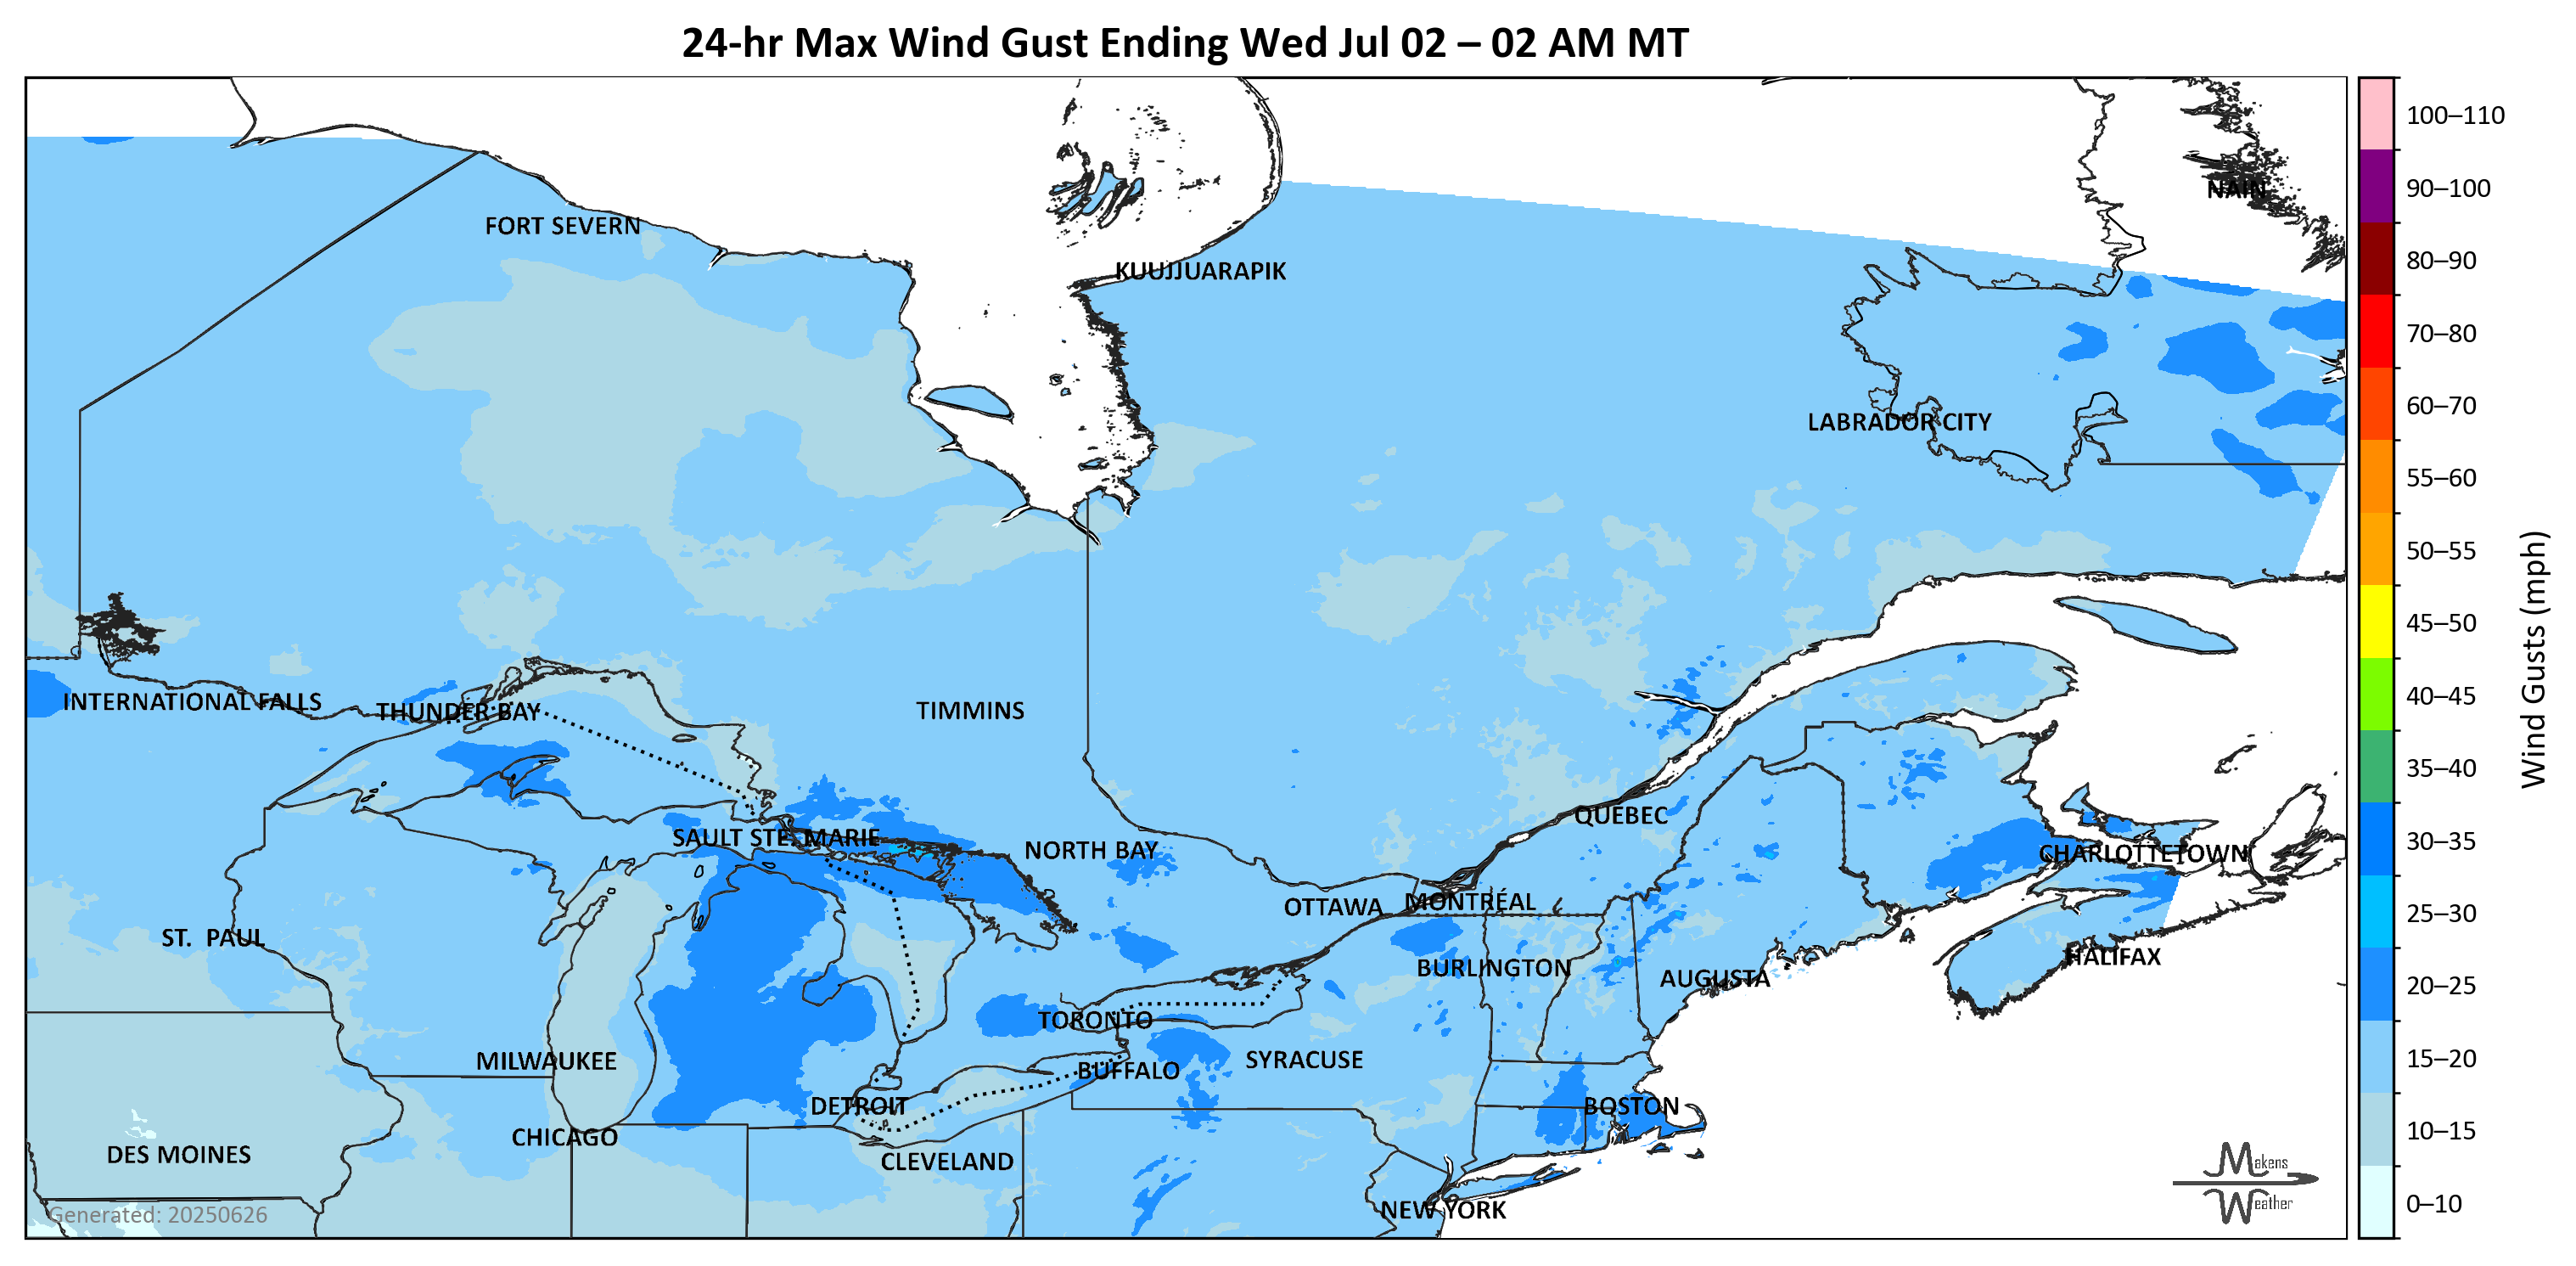 24-hr Max Wind Gust Ending Wed Jul 02 – 02 AM MT
100–110
90–100
NAIN
FORT SEVERN
80–90
KUUJJUARAPIK
70–80
60–70
LABRADOR CITY
55–60
50–55
45–50
Wind Gusts (mph)
INTERNATIONAL FALLS
THUNDER BAY
TIMMINS
40–45
35–40
QUÉBEC
SAULT STE. MARIE
NORTH BAY
CHARLOTTETOWN
30–35
OTTAWA
MONTRÉAL
25–30
ST. PAUL
BURLINGTON
AUGUSTA
HALIFAX
20–25
TORONTO
MILWAUKEE
BUFFALO
SYRACUSE
15–20
DETROIT
BOSTON
CHICAGO
10–15
DES MOINES
CLEVELAND
Makens
Weather
NEW YORK
0–10
Generated: 20250626